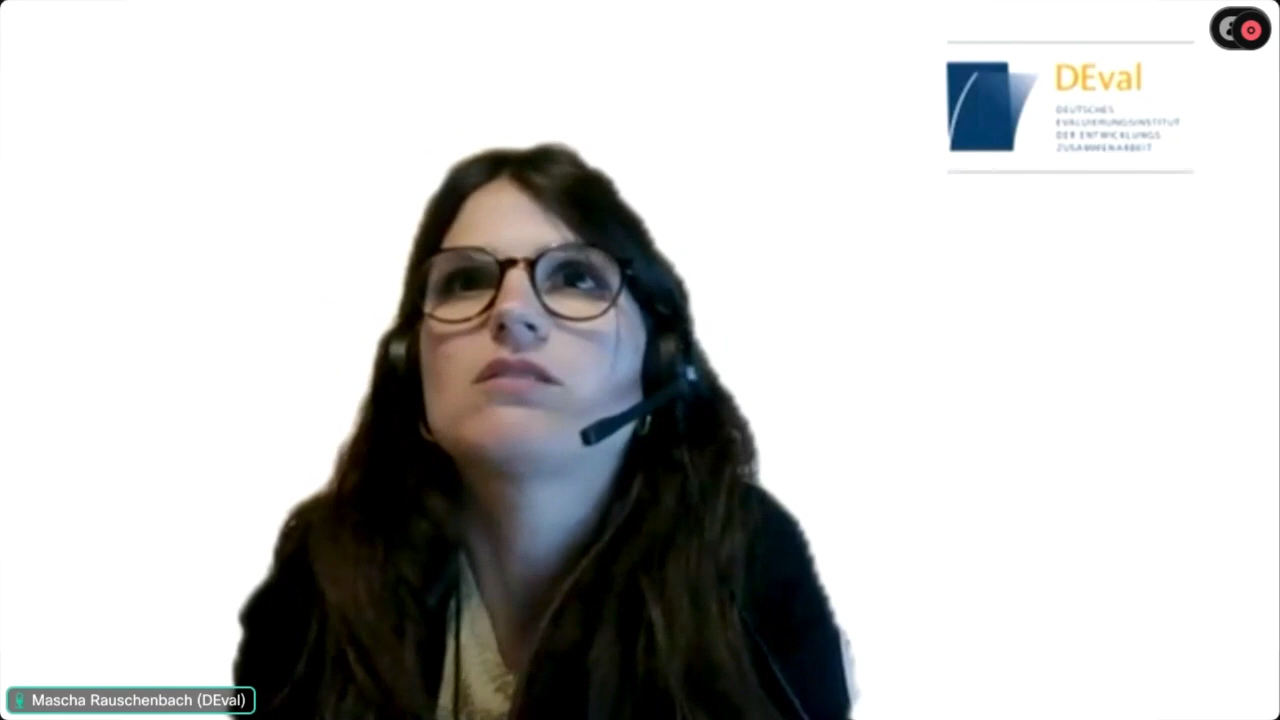 DEval
DEUTSCHES
EVALUIERUNGSINSTITUT
DER ENTWICKLUNGS
ZUSAMMENARBEIT
Mascha Rauschenbach (DEval)